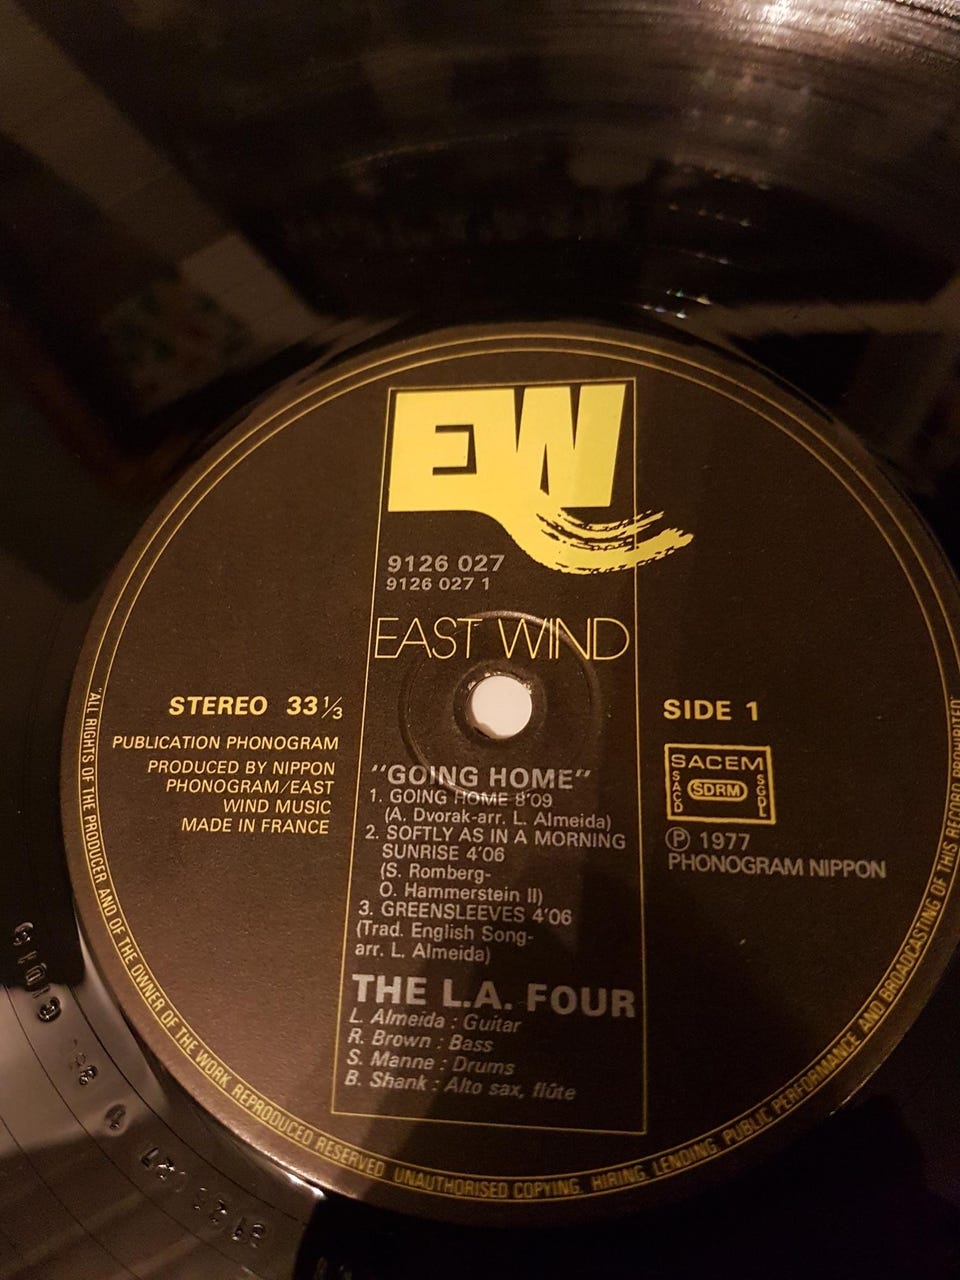 EW
9126 027
9126 027 1
EAST WIND
STEREO 33⅓
PUBLICATION PHONOGRAM
PRODUCED BY NIPPON
PHONOGRAM/EAST
WIND MUSIC
MADE IN FRANCE
SIDE 1
SACEM
SACD
SDRM
SGDL
℗ 1977
PHONOGRAM NIPPON
"GOING HOME"
1. GOING HOME 8'09
(A. Dvorak-arr. L. Almeida)
2. SOFTLY AS IN A MORNING
SUNRISE 4'06
(S. Romberg-
O. Hammerstein II)
3. GREENSLEEVES 4'06
(Trad. English Song-
arr. L. Almeida)
THE L.A. FOUR
L. Almeida : Guitar
R. Brown : Bass
S. Manne : Drums
B. Shank : Alto sax, flûte
"ALL RIGHTS OF THE PRODUCER AND OF THE OWNER OF THE WORK REPRODUCED RESERVED UNAUTHORISED COPYING, HIRING, LENDING, PUBLIC PERFORMANCE AND BROADCASTING OF THIS RECORD PROHIBITED